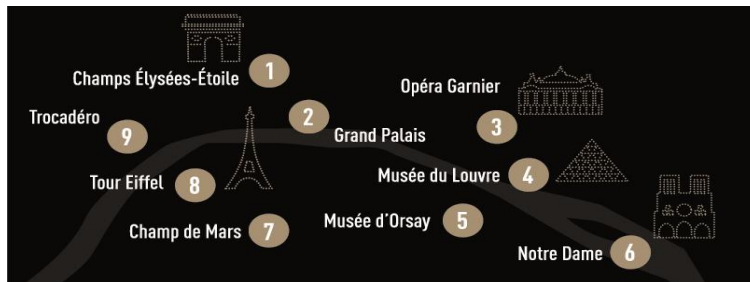 Champs Élysées-Étoile 1
Opéra Garnier
3
Trocadéro
9
2
Grand Palais
Musée du Louvre 4
Tour Eiffel 8
Musée d'Orsay 5
Champ de Mars 7
Notre Dame 6